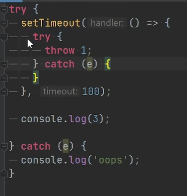 try {
setTimeout( handler: () => {
try {
throw 1;
} catch (e) {
}
}, timeout: 100);
console.log(3);
} catch (e) {
console.log('oops');
}